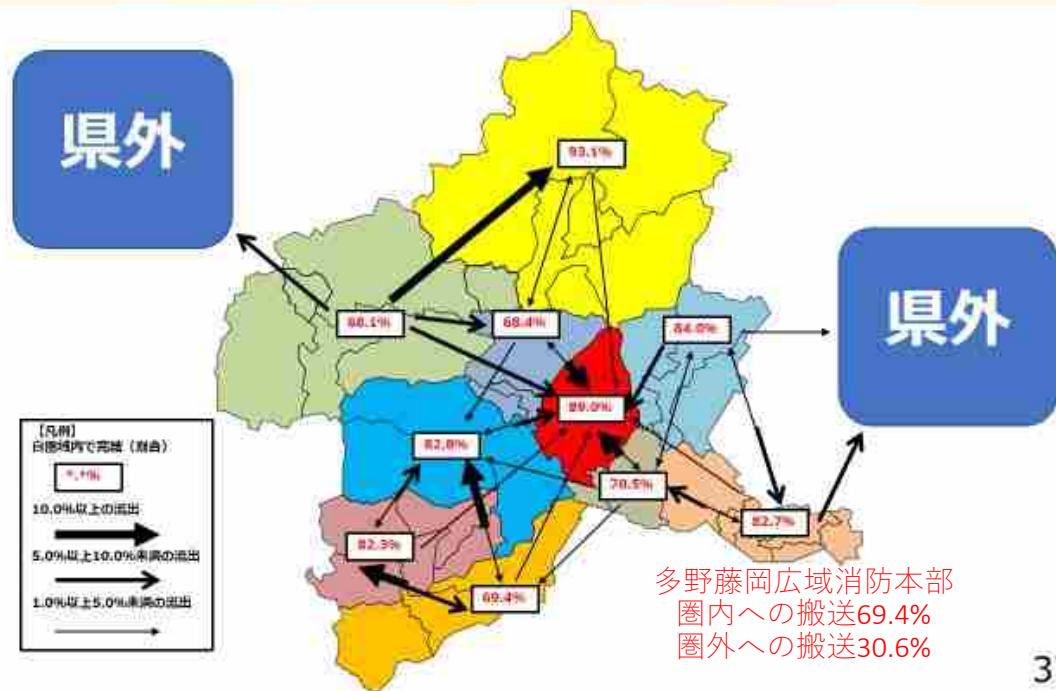 県外
93.1%
県外
68.1%
68.4%
84.0%
89.0%
【凡例】
自圏域内で完結（割合）
*.*%
10.0%以上の流出
5.0%以上10.0%未満の流出
1.0%以上5.0%未満の流出
82.8%
70.5%
82.7%
82.3%
69.4%
多野藤岡広域消防本部
圏内への搬送69.4%
圏外への搬送30.6%